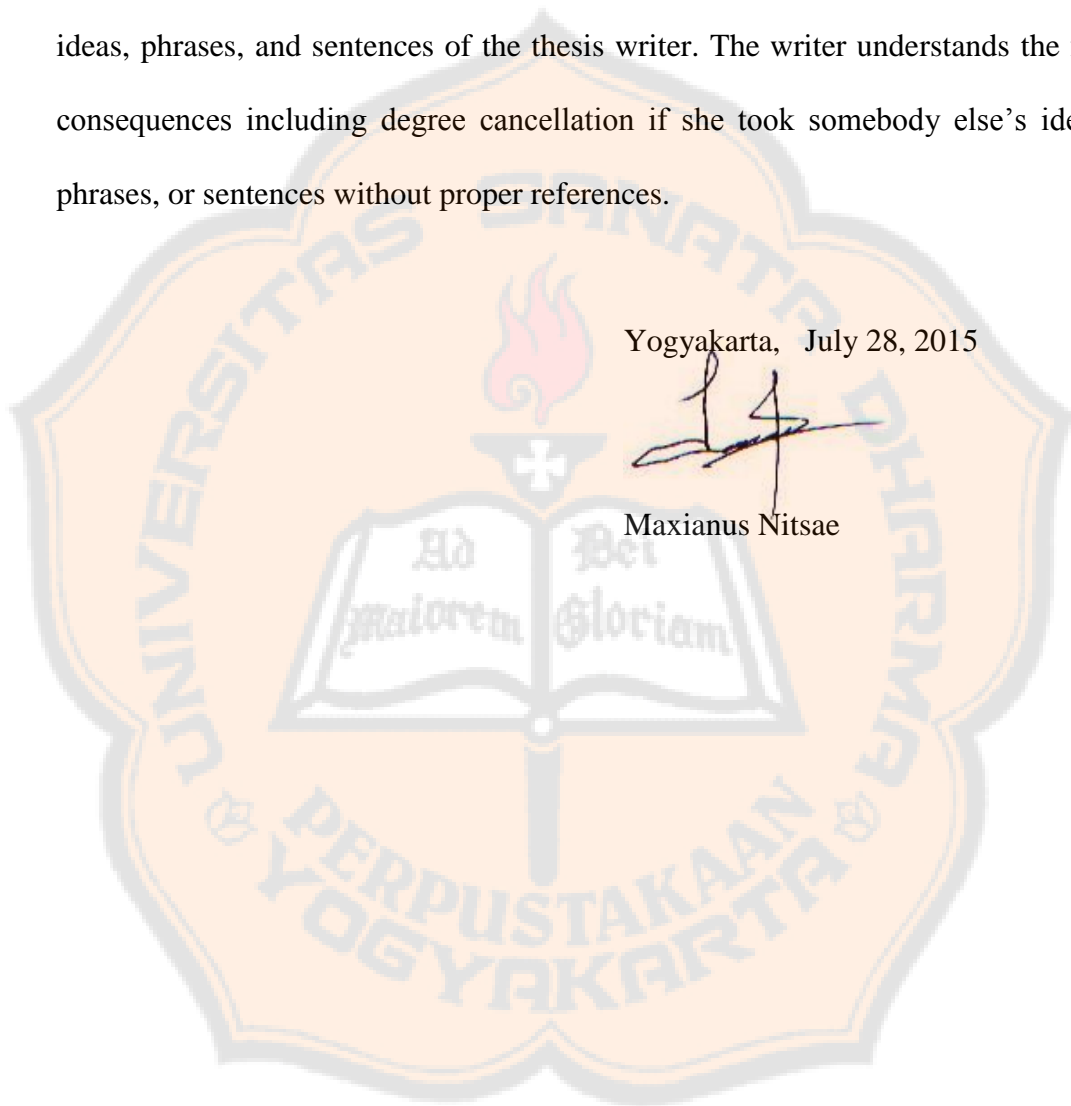 ideas, phrases, and sentences of the thesis writer. The writer understands the
consequences including degree cancellation if she took somebody else's
phrases, or sentences without proper references.
UNIVERSITAS SANATA DHARMA
Yogyakarta, July 28, 2015
Maxianus Nitsae
Ad
Maiorem
Dei
Gloriam
PERPUSTAKAAN
YOGYAKARTA